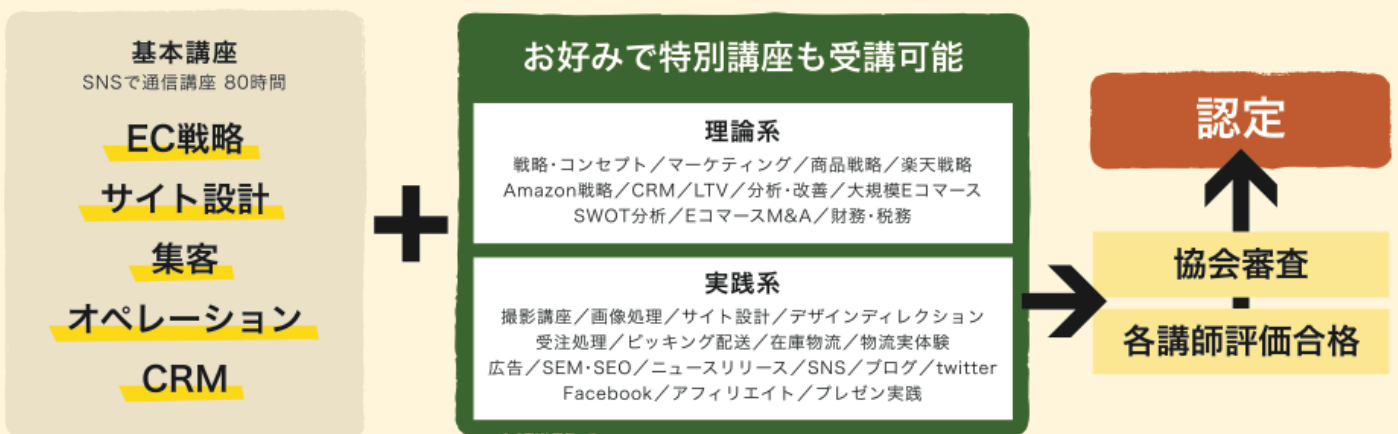 基本講座
SNSで通信講座 80時間
EC戦略
サイト設計
集客
オペレーション
CRM
お好みで特別講座も受講可能
理論系
戦略・コンセプト／マーケティング／商品戦略／楽天戦略
Amazon戦略／CRM／LTV／分析・改善／大規模Eコマース
SWOT分析／EコマースM&A／財務・税務
実践系
撮影講座／画像処理／サイト設計／デザインディレクション
受注処理／ピッキング配送／在庫物流／物流実体験
広告／SEM・SEO／ニュースリリース／SNS／ブログ／twitter
Facebook／アフィリエイト／プレゼン実践
認定
協会審査
各講師評価合格